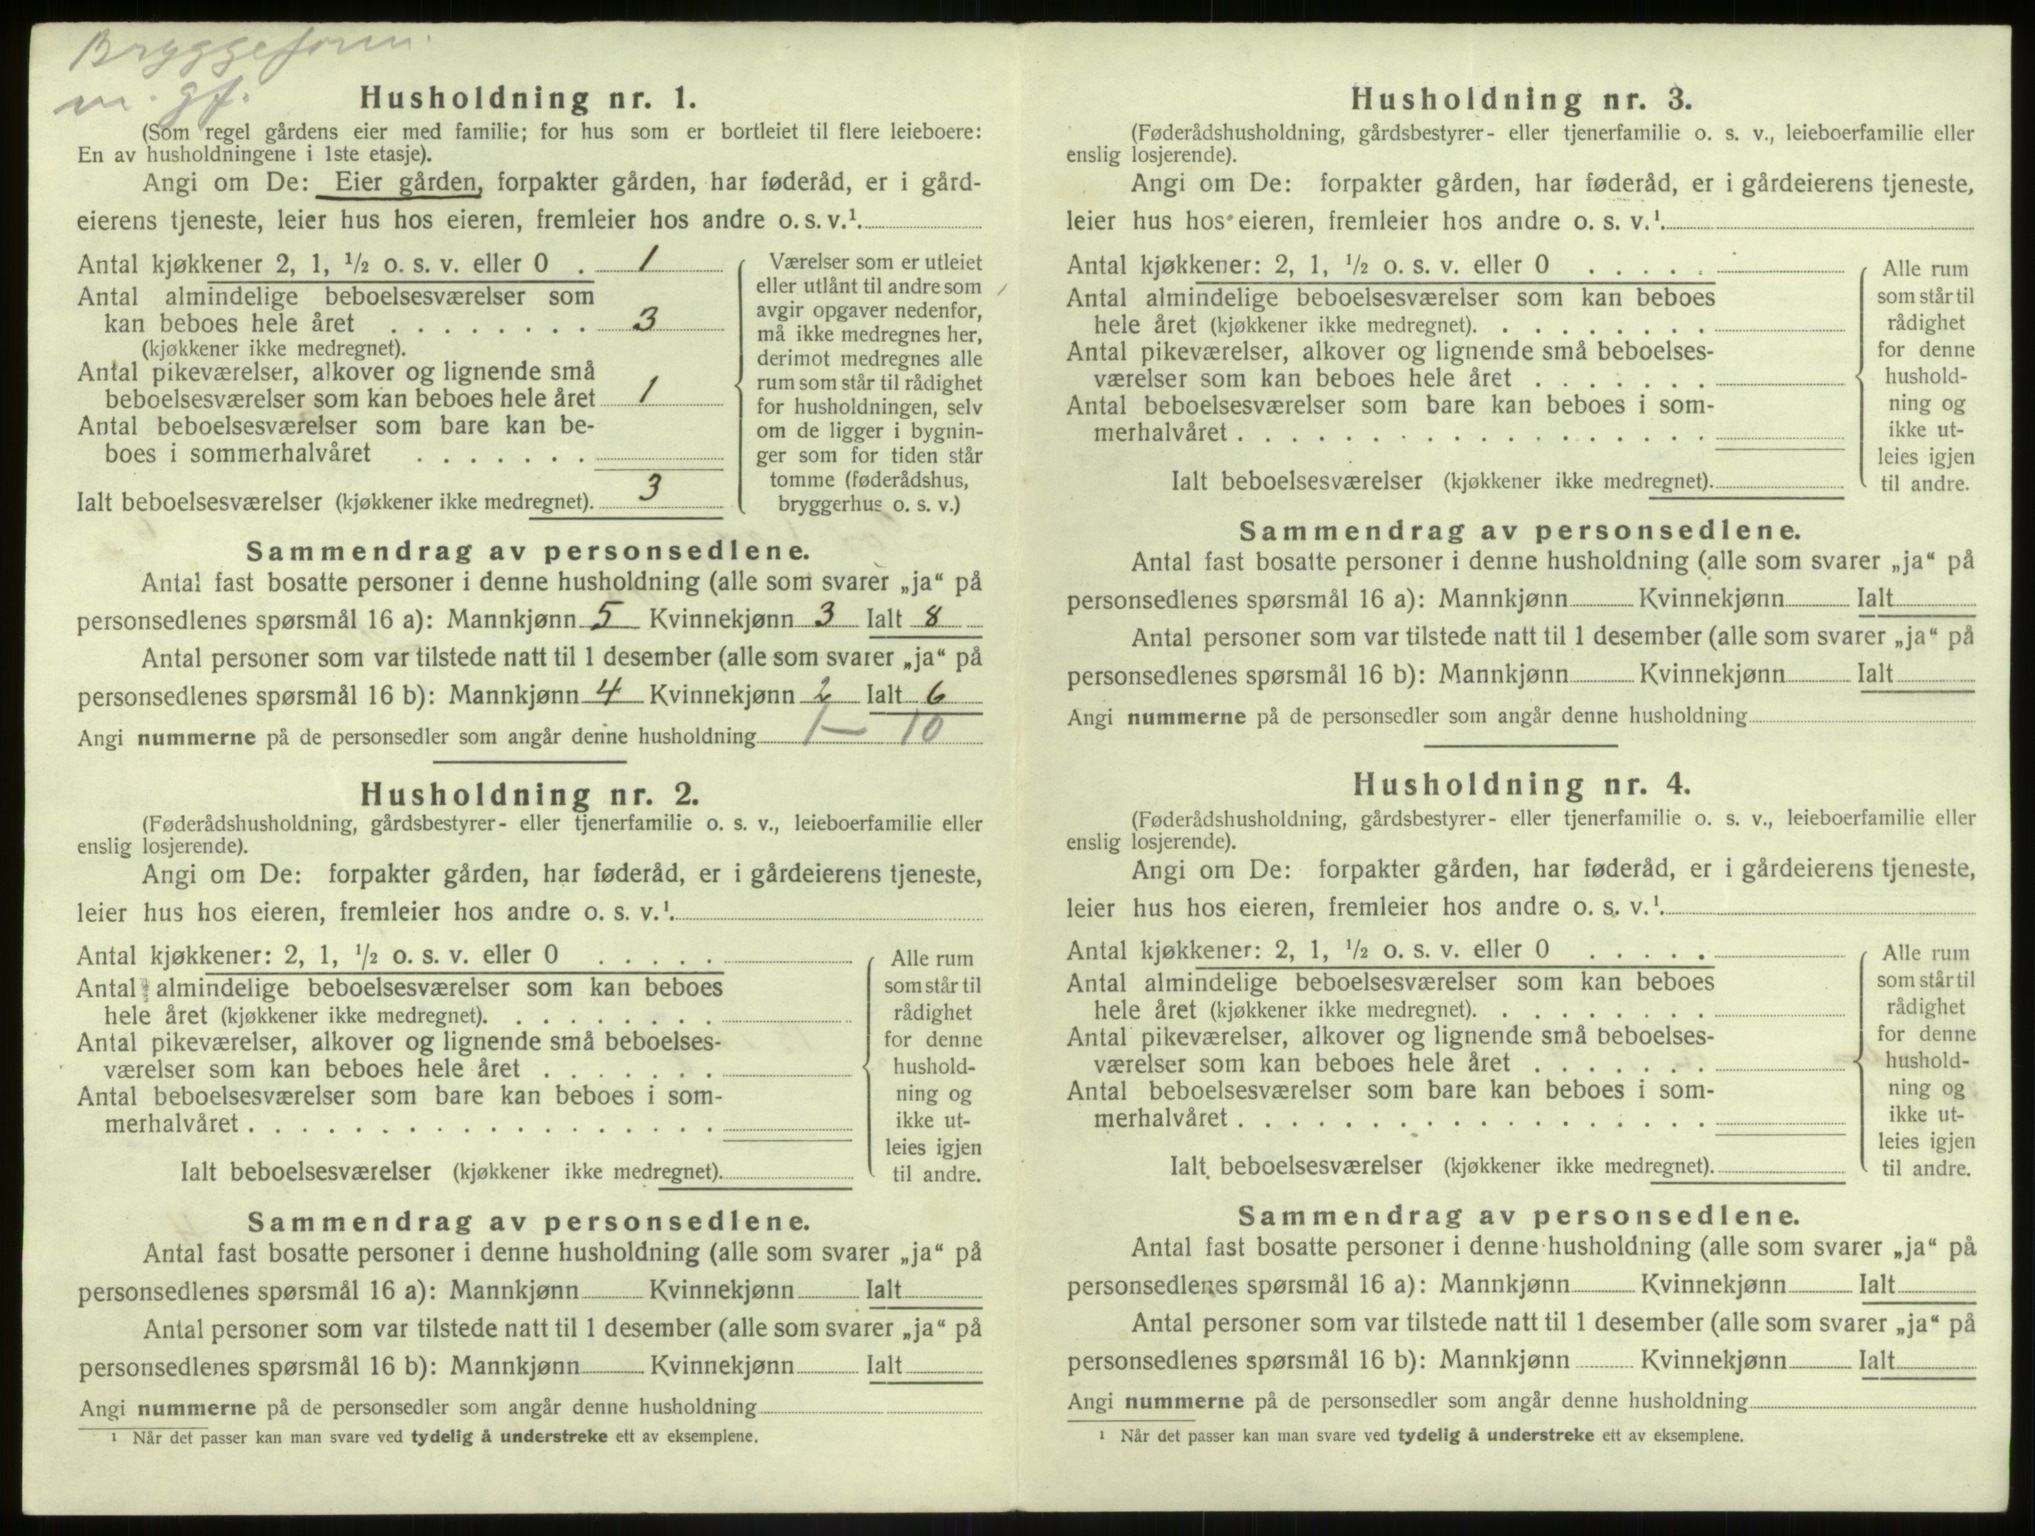 Bryggeform.
m. gf.
Husholdning nr. 1.
(Som regel gårdens eier med familie; for hus som er bortleiet til flere leieboere:
En av husholdningene i 1ste etasje).
Angi om De: Eier gården, forpakter gården, har føderåd, er i gård-
eierens tjeneste, leier hus hos eieren, fremleier hos andre o. s. v.¹.
Antal kjøkkener 2, 1, ½ o. s. v. eller 0 . 1
Antal almindelige beboelsesværelser som
kan beboes hele året . . . . . . . . 3
(kjøkkener ikke medregnet).
Antal pikeværelser, alkover og lignende små
beboelsesværelser som kan beboes hele året 1
Antal beboelsesværelser som bare kan be-
boes i sommerhalvåret . . . . . . .
Ialt beboelsesværelser (kjøkkener ikke medregnet). 3
Værelser som er utleiet
eller utlånt til andre som
avgir opgaver nedenfor,
må ikke medregnes her,
derimot medregnes alle
rum som står til rådighet
for husholdningen, selv
om de ligger i bygnin-
ger som for tiden står
tomme (føderådshus,
bryggerhus o. s. v.)
Sammendrag av personsedlene.
Antal fast bosatte personer i denne husholdning (alle som svarer „ja“ på
personsedlenes spørsmål 16 a): Mannkjønn 5 Kvinnekjønn 3 Ialt 8
Antal personer som var tilstede natt til 1 desember (alle som svarer „ja“ på
personsedlenes spørsmål 16 b): Mannkjønn 4 Kvinnekjønn 2 Ialt 6
Angi nummerne på de personsedler som angår denne husholdning 1 — 10
Husholdning nr. 2.
(Føderådshusholdning, gårdsbestyrer- eller tjenerfamilie o. s. v., leieboerfamilie eller
enslig losjerende).
Angi om De: forpakter gården, har føderåd, er i gårdeierens tjeneste,
leier hus hos eieren, fremleier hos andre o. s. v.¹.
Antal kjøkkener: 2, 1, ½ o. s. v. eller 0 . . . . .
Antal almindelige beboelsesværelser som kan beboes
hele året (kjøkkener ikke medregnet). . . . . . . . .
Antal pikeværelser, alkover og lignende små beboelses-
værelser som kan beboes hele året . . . . . . .
Antal beboelsesværelser som bare kan beboes i som-
merhalvåret . . . . . . . . . . . . . . . . . .
Ialt beboelsesværelser (kjøkkener ikke medregnet).
Alle rum
som står til
rådighet
for denne
hushold-
ning og
ikke ut-
leies igjen
til andre.
Sammendrag av personsedlene.
Antal fast bosatte personer i denne husholdning (alle som svarer „ja“ på
personsedlenes spørsmål 16 a): Mannkjønn Kvinnekjønn Ialt
Antal personer som var tilstede natt til 1 desember (alle som svarer „ja“ på
personsedlenes spørsmål 16 b): Mannkjønn Kvinnekjønn Ialt
Angi nummerne på de personsedler som angår denne husholdning
¹ Når det passer kan man svare ved tydelig å understreke ett av eksemplene.
Husholdning nr. 3.
(Føderådshusholdning, gårdsbestyrer- eller tjenerfamilie o. s. v., leieboerfamilie eller
enslig losjerende).
Angi om De: forpakter gården, har føderåd, er i gårdeierens tjeneste,
leier hus hos eieren, fremleier hos andre o. s. v.¹.
Antal kjøkkener: 2, 1, ½ o. s. v. eller 0 . . . . .
Antal almindelige beboelsesværelser som kan beboes
hele året (kjøkkener ikke medregnet). . . . . . . . .
Antal pikeværelser, alkover og lignende små beboelses-
værelser som kan beboes hele året . . . . . . .
Antal beboelsesværelser som bare kan beboes i som-
merhalvåret . . . . . . . . . . . . . . . . . .
Ialt beboelsesværelser (kjøkkener ikke medregnet).
Alle rum
som står til
rådighet
for denne
hushold-
ning og
ikke ut-
leies igjen
til andre.
Sammendrag av personsedlene.
Antal fast bosatte personer i denne husholdning (alle som svarer „ja“ på
personsedlenes spørsmål 16 a): Mannkjønn Kvinnekjønn Ialt
Antal personer som var tilstede natt til 1 desember (alle som svarer „ja“ på
personsedlenes spørsmål 16 b): Mannkjønn Kvinnekjønn Ialt
Angi nummerne på de personsedler som angår denne husholdning
Husholdning nr. 4.
(Føderådshusholdning, gårdsbestyrer- eller tjenerfamilie o. s. v., leieboerfamilie eller
enslig losjerende).
Angi om De: forpakter gården, har føderåd, er i gårdeierens tjeneste,
leier hus hos eieren, fremleier hos andre o. s. v.¹.
Antal kjøkkener: 2, 1, ½ o. s. v. eller 0 . . . . .
Antal almindelige beboelsesværelser som kan beboes
hele året (kjøkkener ikke medregnet). . . . . . . . .
Antal pikeværelser, alkover og lignende små beboelses-
værelser som kan beboes hele året . . . . . . .
Antal beboelsesværelser som bare kan beboes i som-
merhalvåret . . . . . . . . . . . . . . . . . .
Ialt beboelsesværelser (kjøkkener ikke medregnet).
Alle rum
som står til
rådighet
for denne
hushold-
ning og
ikke ut-
leies igjen
til andre.
Sammendrag av personsedlene.
Antal fast bosatte personer i denne husholdning (alle som svarer „ja“ på
personsedlenes spørsmål 16 a): Mannkjønn Kvinnekjønn Ialt
Antal personer som var tilstede natt til 1 desember (alle som svarer „ja“ på
personsedlenes spørsmål 16 b): Mannkjønn Kvinnekjønn Ialt
Angi nummerne på de personsedler som angår denne husholdning
¹ Når det passer kan man svare ved tydelig å understreke ett av eksemplene.